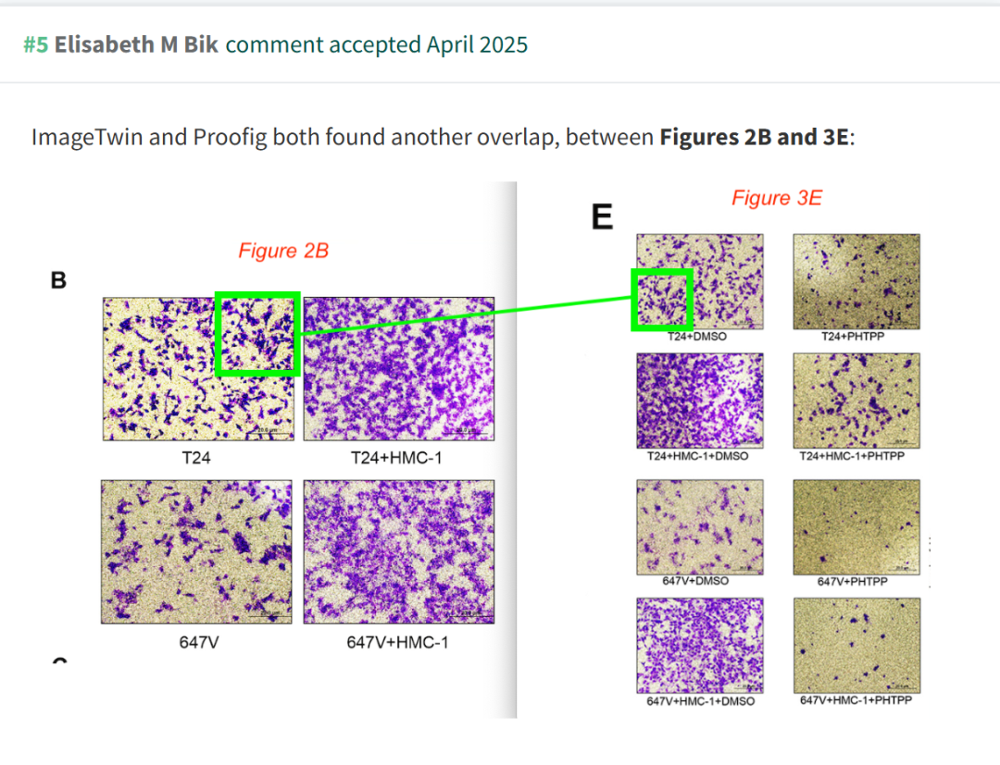 #5 Elisabeth M Bik comment accepted April 2025
ImageTwin and Proofig both found another overlap, between Figures 2B and 3E:
Figure 2B
B
T24
T24+HMC-1
647V
647V+HMC-1
Figure 3E
E
T24+DMSO
T24+PHTPP
T24+HMC-1+DMSO
T24+HMC-1+PHTPP
647V+DMSO
647V+PHTPP
647V+HMC-1+DMSO
647V+HMC-1+PHTPP